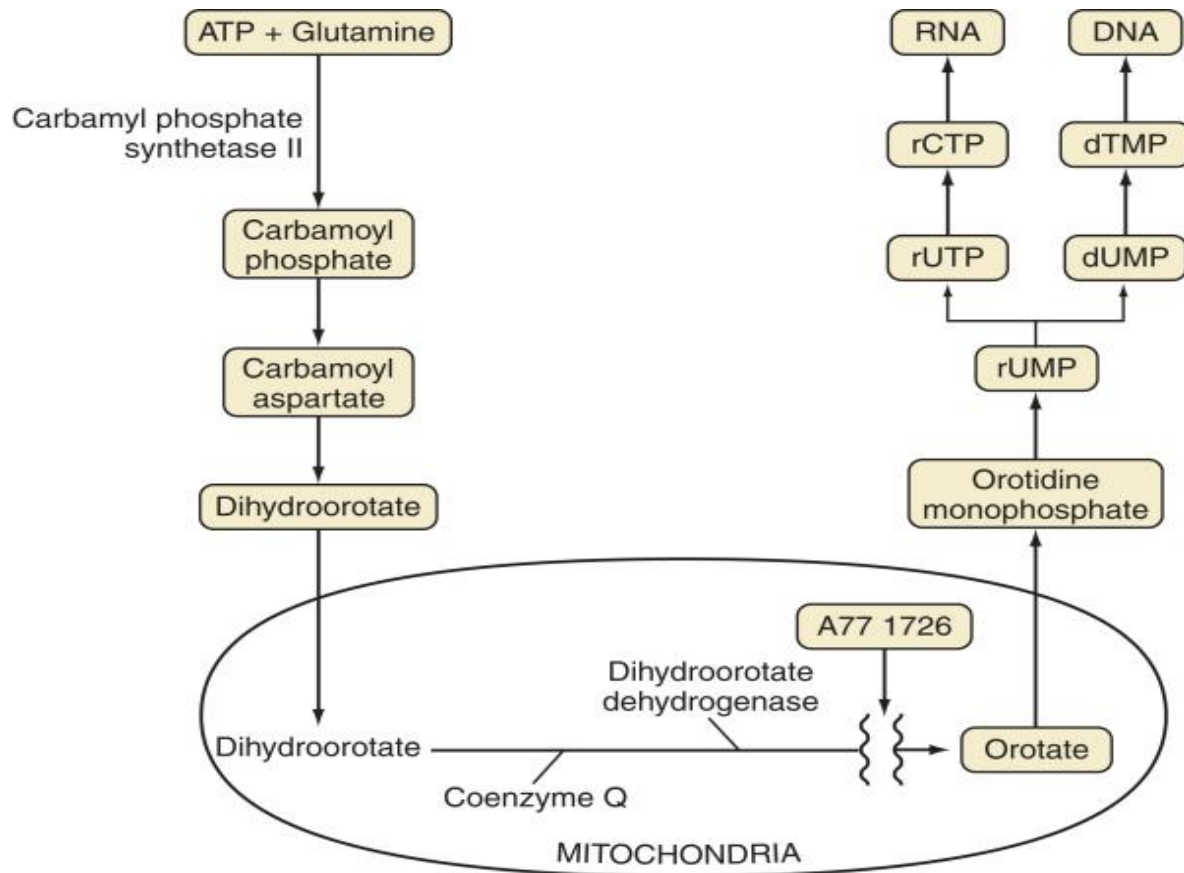 ATP + Glutamine
Carbamyl phosphate
synthetase II
Carbamoyl
phosphate
Carbamoyl
aspartate
Dihydroorotate
Dihydroorotate
Coenzyme Q
Dihydroorotate
dehydrogenase
A77 1726
Orotate
MITOCHONDRIA
Orotidine
monophosphate
rUMP
rUTP
dUMP
rCTP
dTMP
RNA
DNA